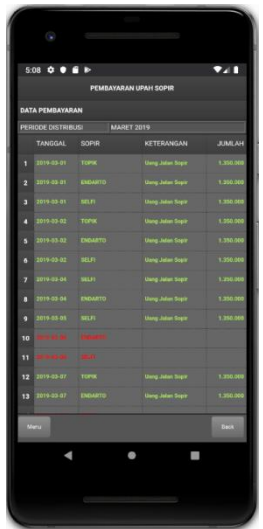 5:08
PEMBAYARAN UPAH SOPIR
DATA PEMBAYARAN
PERIODE DISTRIBUSI MARET 2019
TANGGAL SOPIR KETERANGAN JUMLAH
1 2019-03-01 TOPIK Uang Jalan Sopir 1.350.000
2 2019-03-01 ENDARTO Uang Jalan Sopir 1.350.000
3 2019-03-01 SELFI Uang Jalan Sopir 1.350.000
4 2019-03-02 TOPIK Uang Jalan Sopir 1.350.000
5 2019-03-02 ENDARTO Uang Jalan Sopir 1.350.000
6 2019-03-02 SELFI Uang Jalan Sopir 1.350.000
7 2019-03-04 SELFI Uang Jalan Sopir 1.350.000
8 2019-03-04 ENDARTO Uang Jalan Sopir 1.350.000
9 2019-03-05 SELFI Uang Jalan Sopir 1.350.000
10 ENDARTO
11 SELFI
12 2019-03-07 TOPIK Uang Jalan Sopir 1.350.000
13 2019-03-07 ENDARTO Uang Jalan Sopir 1.350.000
Menu Back